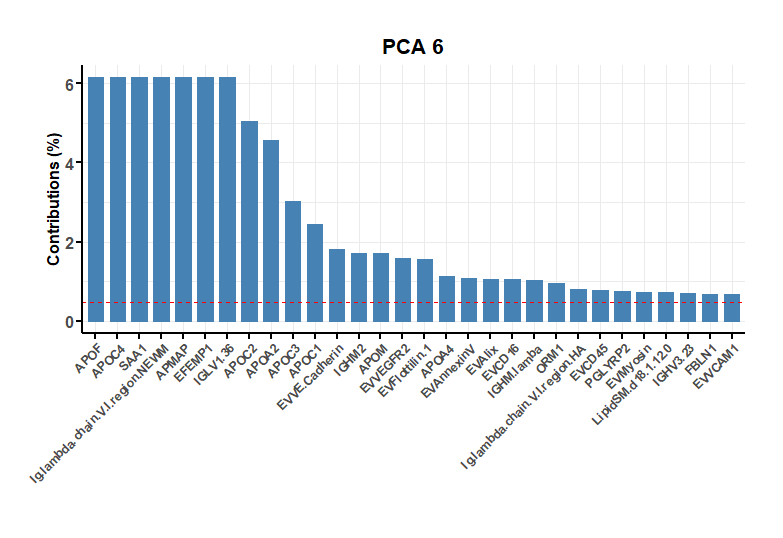 PCA 6
Contributions (%)
6
4
2
0
APOF
APOC4
SAA1
Ig.lambda.chain.V.I.region.NEWM
APMAP
EFEMP1
IGLV1.36
APOC2
APOA2
APOC3
APOC1
EVVE.Cadherin
IGHM2
APOM
EVVEGFR2
EVFlottilin.1
APOA4
EVAnnexinV
EVAlix
EVCD16
IGHM.lamba
ORM1
Ig.lambda.chain.V.I.region.HA
EVCD45
PGLYRP2
EVMyosin
LipidSM.d18.1.12.0
IGHV3.23
FBLN1
EVVCAM1